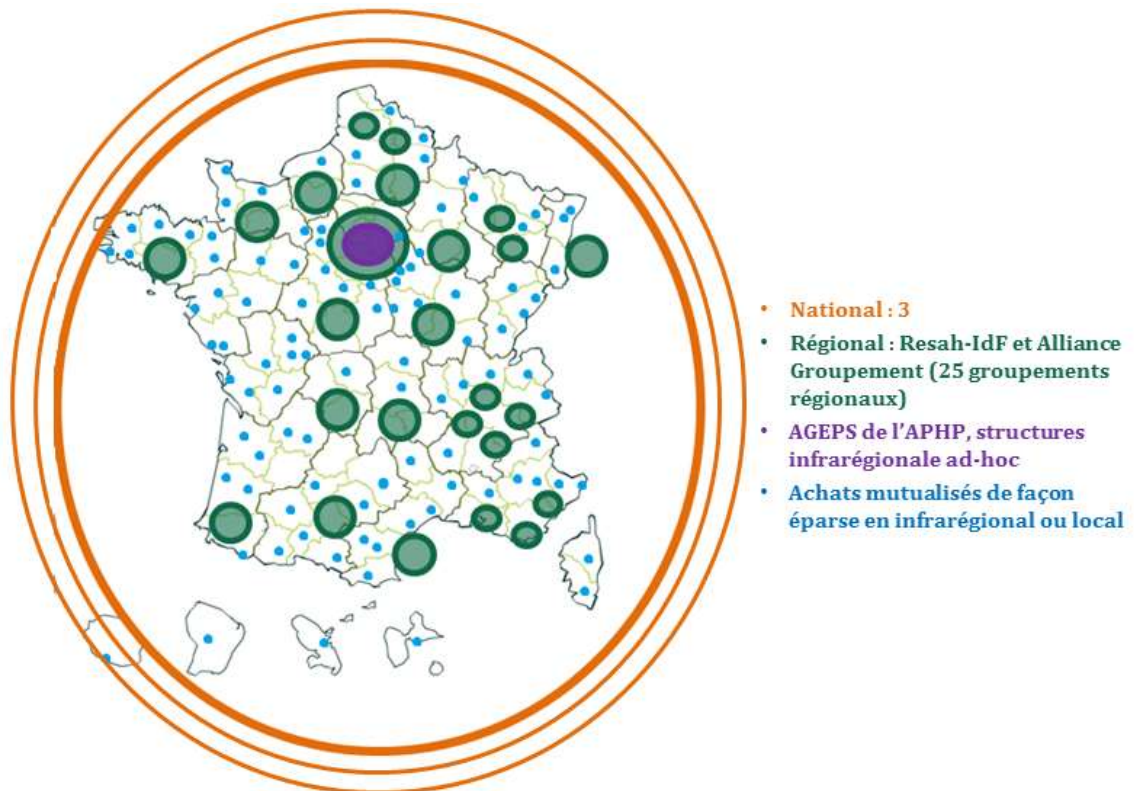 • National : 3
• Régional : Resah-IdF et Alliance
Groupement (25 groupements
régionaux)
• AGEPS de l'APHP, structures
infrarégionale ad-hoc
• Achats mutualisés de façon
éparse en infrarégional ou local